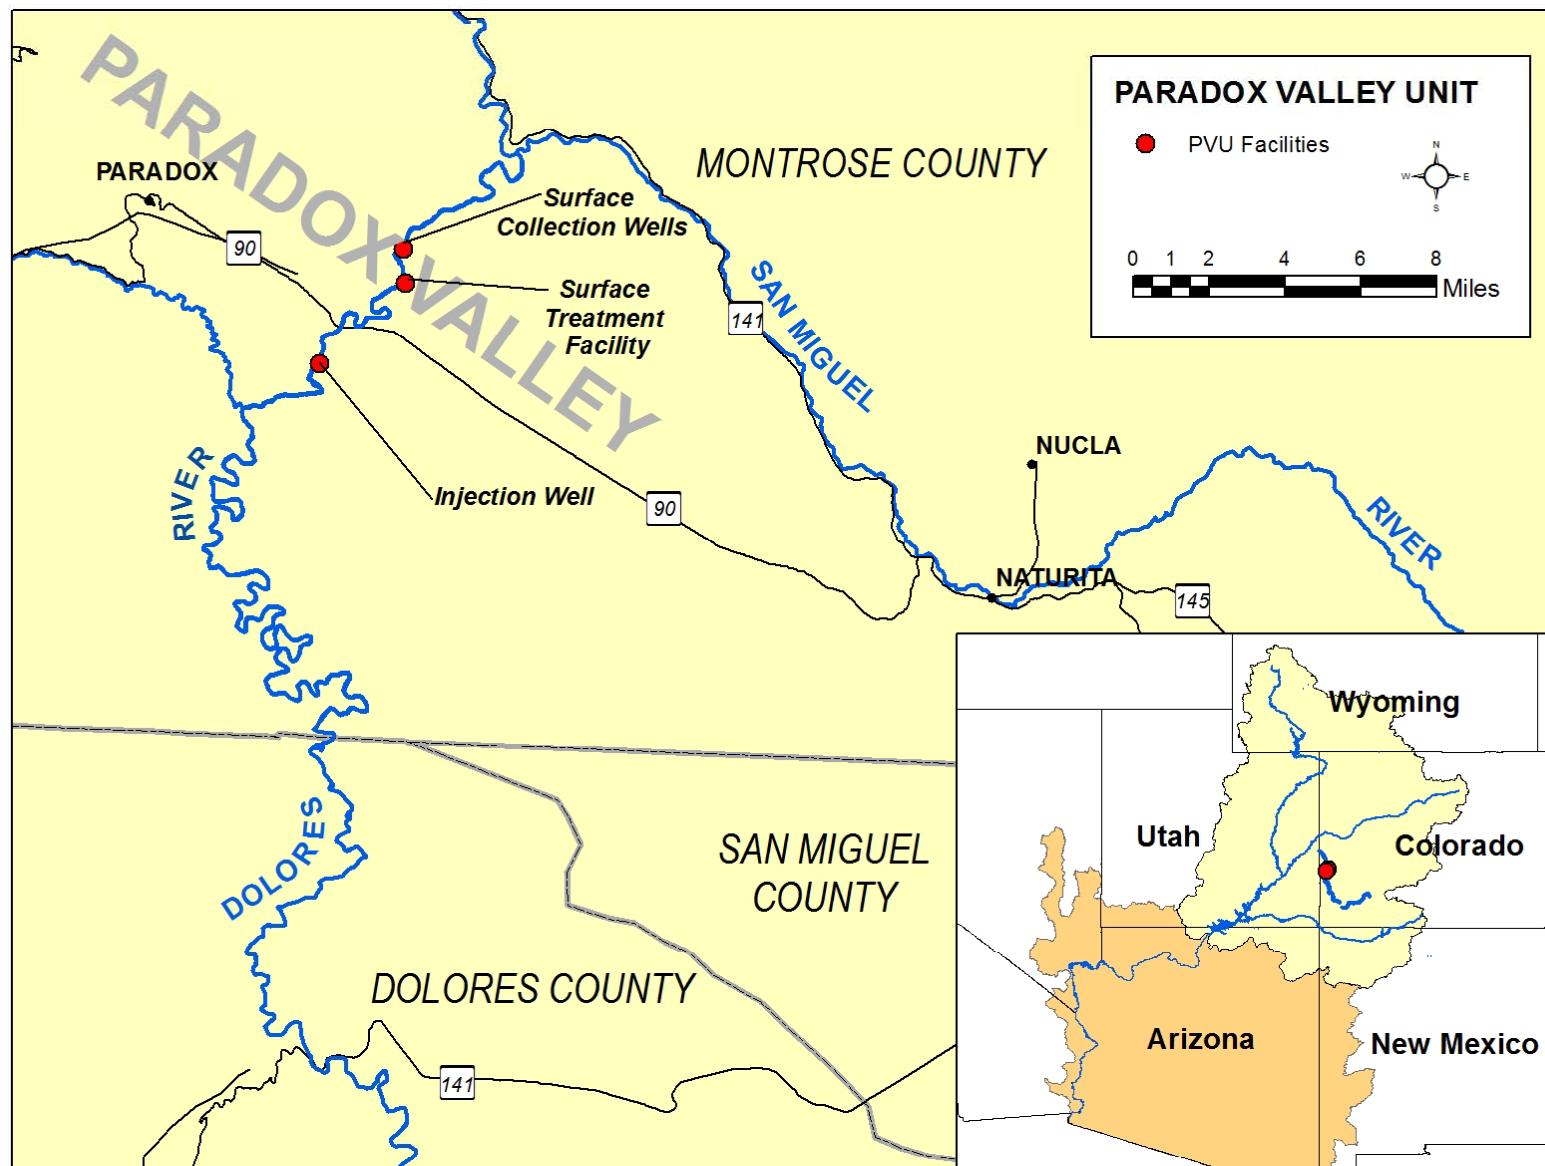 PARADOX VALLEY
PARADOX VALLEY UNIT
PVU Facilities
N
W
E
S
0 1 2 4 6 8
Miles
MONTROSE COUNTY
PARADOX
Surface
Collection Wells
90
Surface
Treatment
Facility
SAN MIGUEL
141
RIVER
Injection Well
90
NUCLA
RIVER
NATURITA
145
DOLORES
SAN MIGUEL
COUNTY
DOLORES COUNTY
141
Wyoming
Utah
Colorado
Arizona
New Mexico